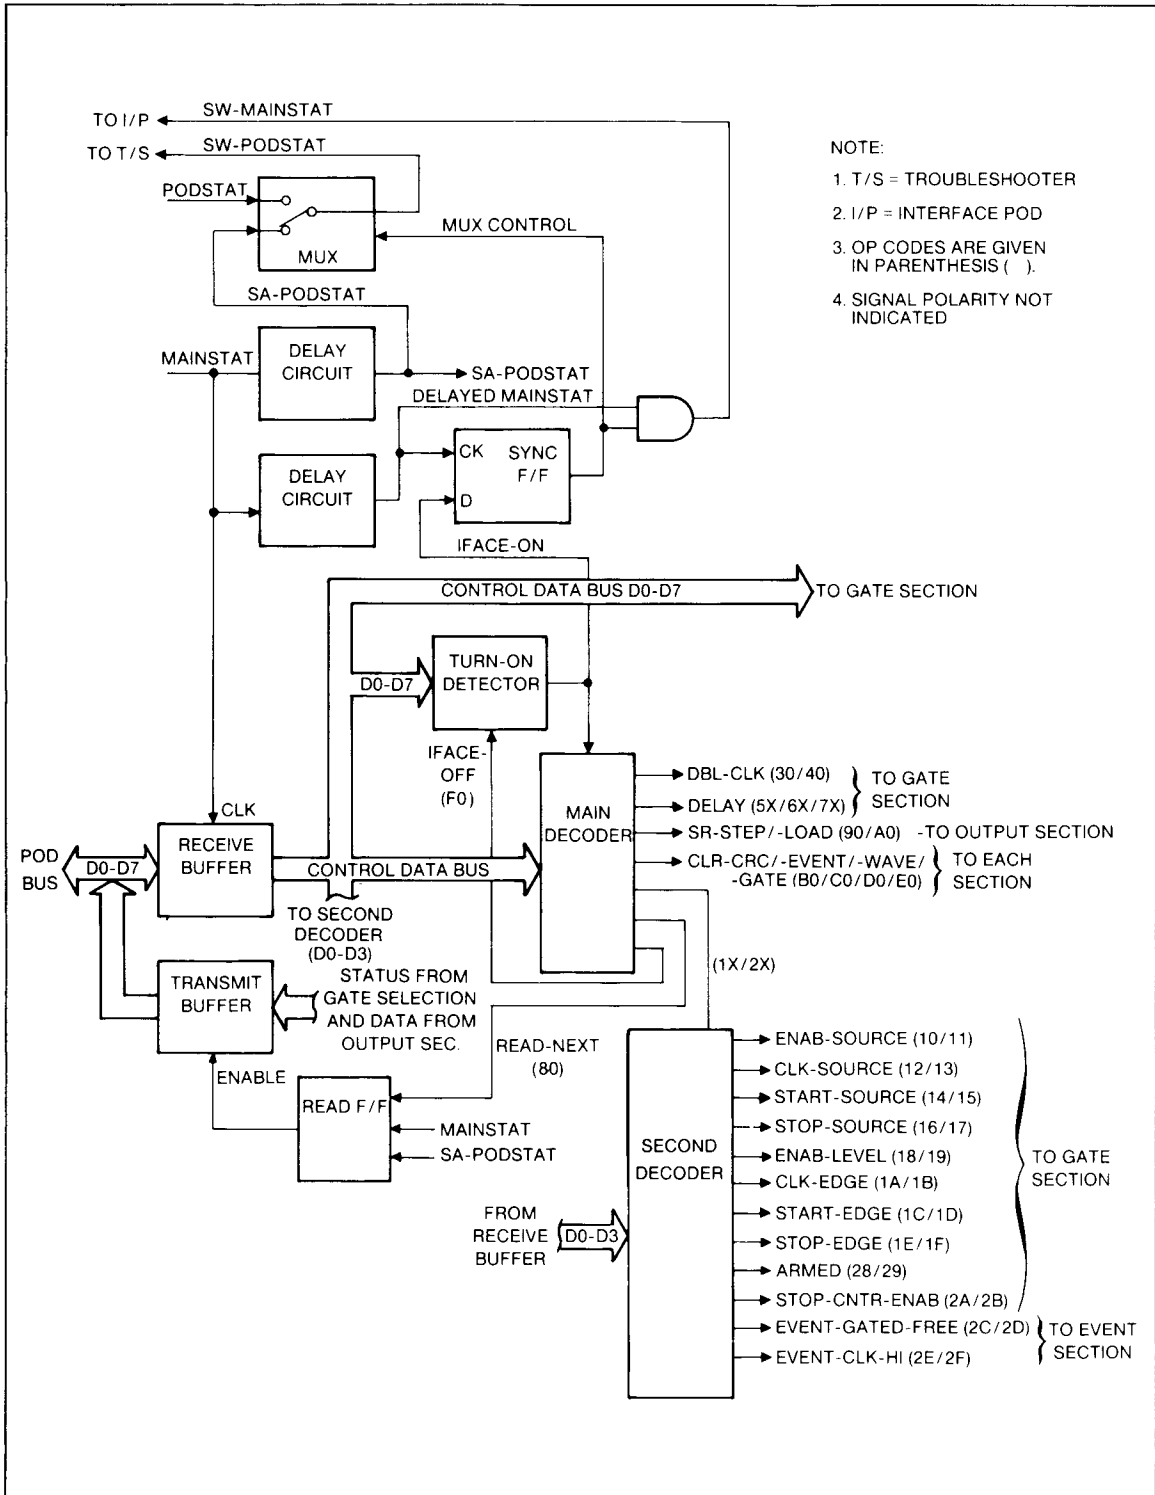 TO I/P
SW-MAINSTAT
TO T/S
SW-PODSTAT
PODSTAT
MUX
MUX CONTROL
SA-PODSTAT
MAINSTAT
DELAY
CIRCUIT
SA-PODSTAT
DELAYED MAINSTAT
DELAY
CIRCUIT
CK
SYNC
F/F
D
IFACE-ON
NOTE:
1. T/S = TROUBLESHOOTER
2. I/P = INTERFACE POD
3. OP CODES ARE GIVEN
IN PARENTHESIS ( ).
4. SIGNAL POLARITY NOT
INDICATED
CONTROL DATA BUS D0-D7
TO GATE SECTION
D0-D7
TURN-ON
DETECTOR
IFACE-
OFF
(F0)
CLK
POD
BUS
D0-D7
RECEIVE
BUFFER
CONTROL DATA BUS
MAIN
DECODER
DBL-CLK (30/40)
DELAY (5X/6X/7X)
TO GATE
SECTION
SR-STEP/-LOAD (90/A0) -TO OUTPUT SECTION
CLR-CRC/-EVENT/-WAVE/
-GATE (B0/C0/D0/E0)
TO EACH
SECTION
TO SECOND
DECODER
(D0-D3)
(1X/2X)
TRANSMIT
BUFFER
STATUS FROM
GATE SELECTION
AND DATA FROM
OUTPUT SEC.
ENABLE
READ-NEXT
(80)
READ F/F
MAINSTAT
SA-PODSTAT
FROM
RECEIVE
BUFFER
D0-D3
SECOND
DECODER
ENAB-SOURCE (10/11)
CLK-SOURCE (12/13)
START-SOURCE (14/15)
STOP-SOURCE (16/17)
ENAB-LEVEL (18/19)
CLK-EDGE (1A/1B)
START-EDGE (1C/1D)
STOP-EDGE (1E/1F)
ARMED (28/29)
STOP-CNTR-ENAB (2A/2B)
TO GATE
SECTION
EVENT-GATED-FREE (2C/2D)
EVENT-CLK-HI (2E/2F)
TO EVENT
SECTION